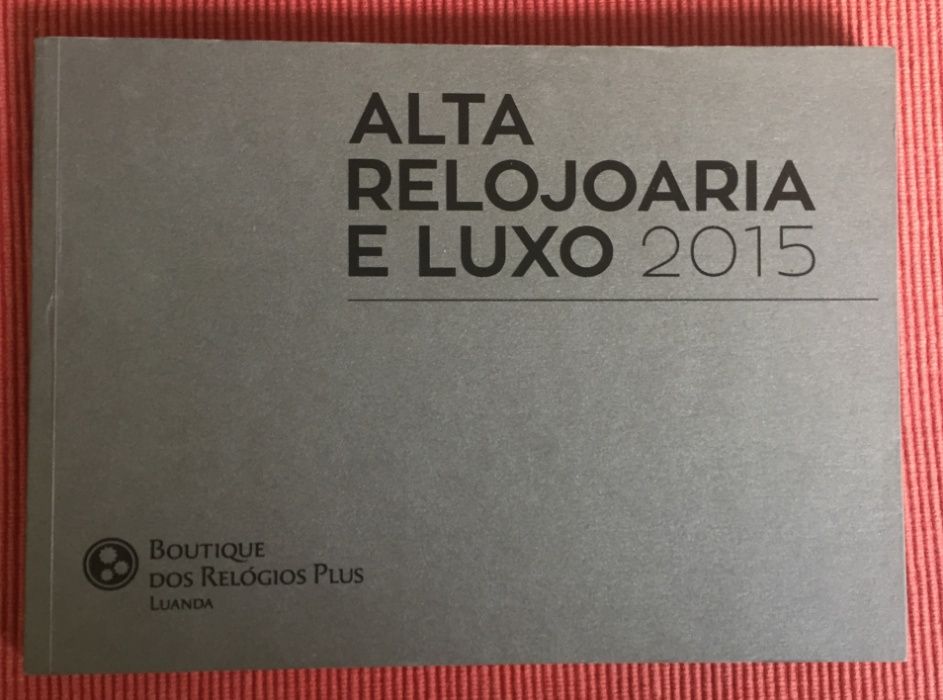 ALTA
RELOJOARIA
E LUXO 2015
BOUTIQUE
DOS RELÓGIOS PLUS
LUANDA